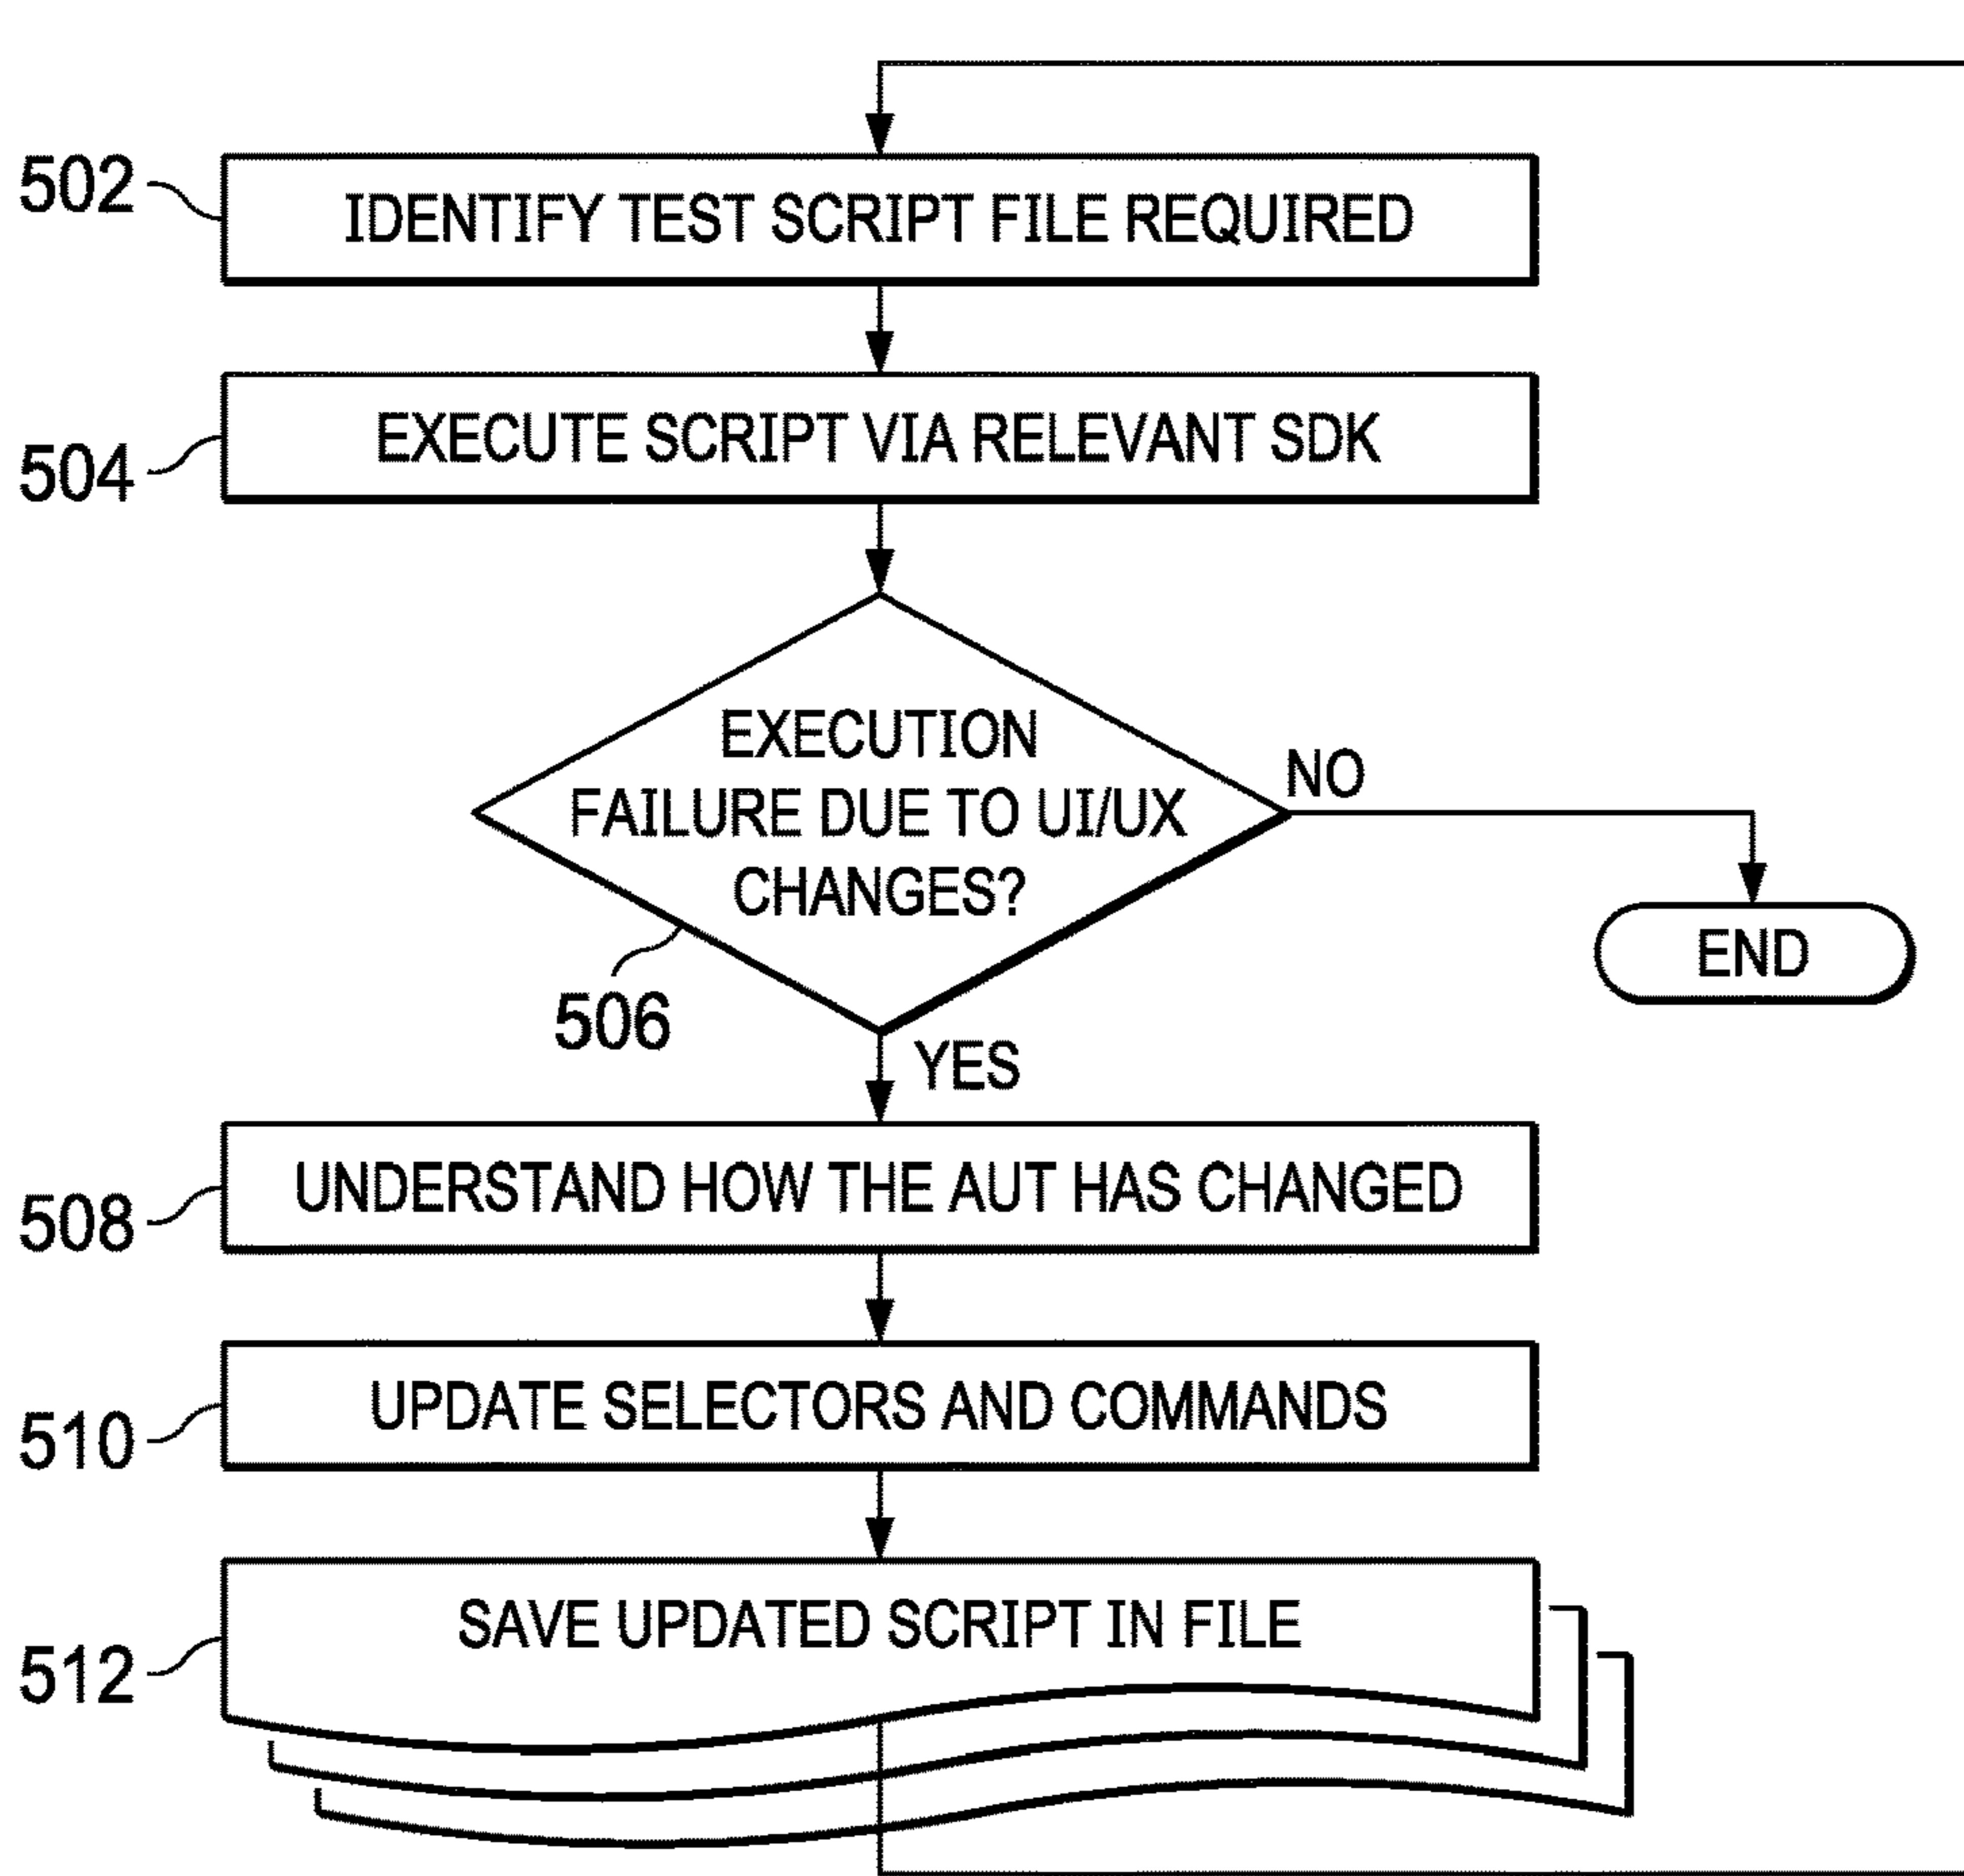 502
IDENTIFY TEST SCRIPT FILE REQUIRED
504
EXECUTE SCRIPT VIA RELEVANT SDK
EXECUTION
FAILURE DUE TO UI/UX
CHANGES?
NO
END
506
YES
508
UNDERSTAND HOW THE AUT HAS CHANGED
510
UPDATE SELECTORS AND COMMANDS
512
SAVE UPDATED SCRIPT IN FILE